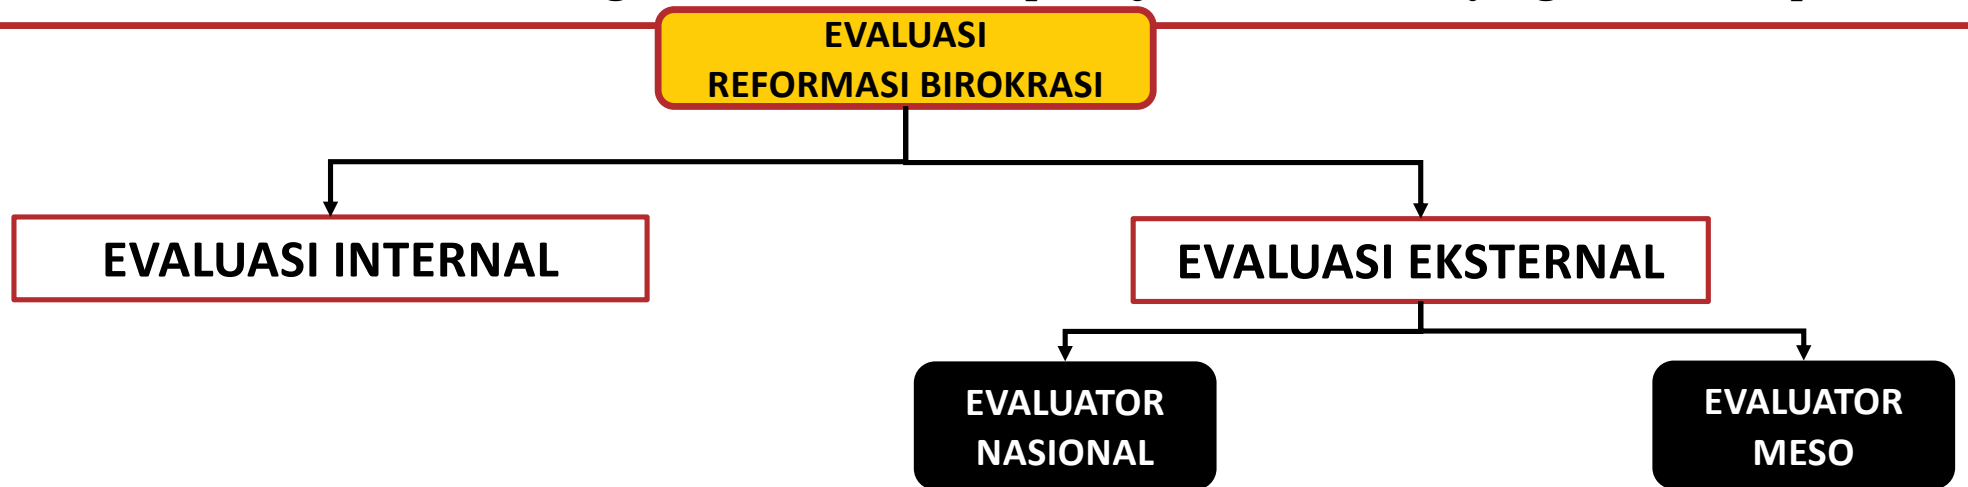 EVALUASI
REFORMASI BIROKRASI
EVALUASI INTERNAL
EVALUASI EKSTERNAL
EVALUATOR
NASIONAL
EVALUATOR
MESO